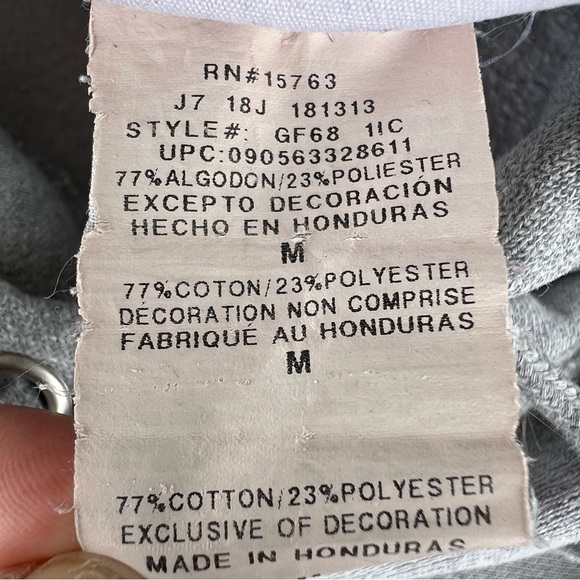 RN#15763
J7 18J 181313
STYLE#: GF68 1IC
UPC:090563328611
77%ALGODON/23%POLIESTER
EXCEPTO DECORACIÓN
HECHO EN HONDURAS
M
77%COTON/23%POLYESTER
DECORATION NON COMPRISE
FABRIQUÉ AU HONDURAS
M
77%COTTON/23%POLYESTER
EXCLUSIVE OF DECORATION
MADE IN HONDURAS